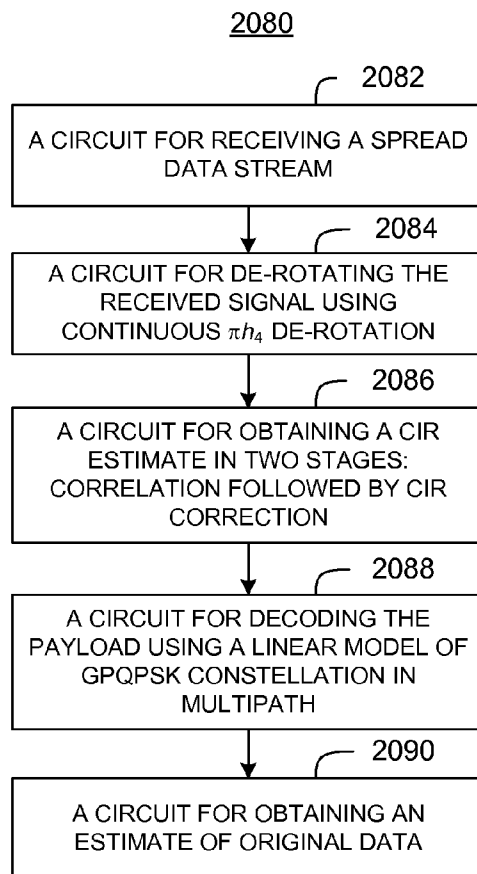 2080
2082
A CIRCUIT FOR RECEIVING A SPREAD
DATA STREAM
2084
A CIRCUIT FOR DE-ROTATING THE
RECEIVED SIGNAL USING
CONTINUOUS πh₄ DE-ROTATION
2086
A CIRCUIT FOR OBTAINING A CIR
ESTIMATE IN TWO STAGES:
CORRELATION FOLLOWED BY CIR
CORRECTION
2088
A CIRCUIT FOR DECODING THE
PAYLOAD USING A LINEAR MODEL OF
GPQPSK CONSTELLATION IN
MULTIPATH
2090
A CIRCUIT FOR OBTAINING AN
ESTIMATE OF ORIGINAL DATA